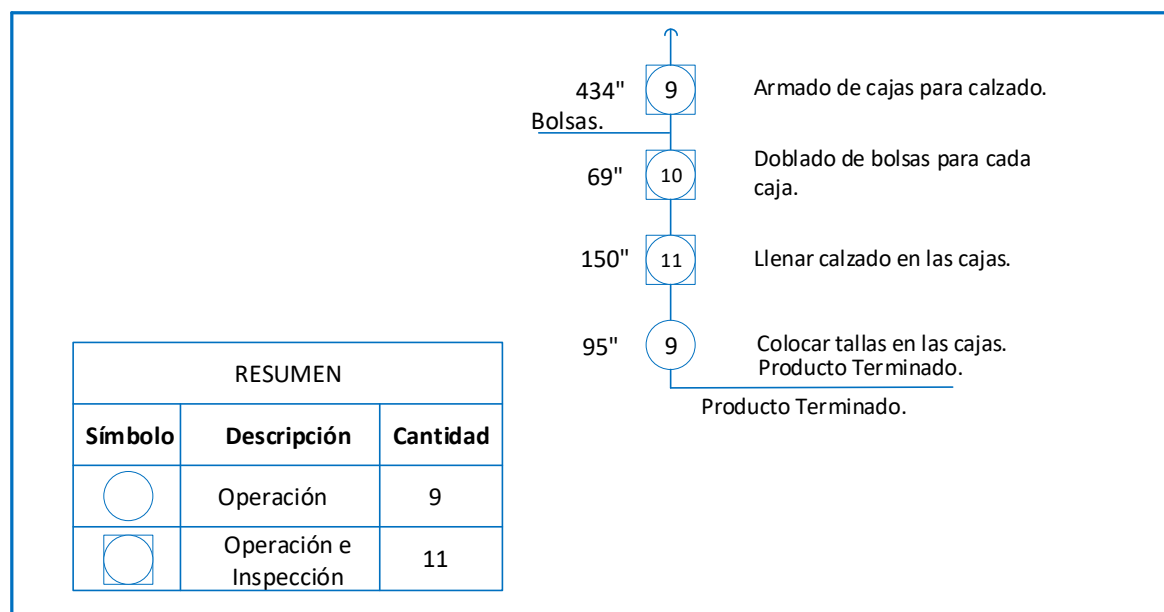 434" 9 Armado de cajas para calzado.
Bolsas.
69" 10 Doblado de bolsas para cada
caja.
150" 11 Llenar calzado en las cajas.
95" 9 Colocar tallas en las cajas.
Producto Terminado.
Producto Terminado.
RESUMEN
Símbolo Descripción Cantidad
Operación 9
Operación e
Inspección 11